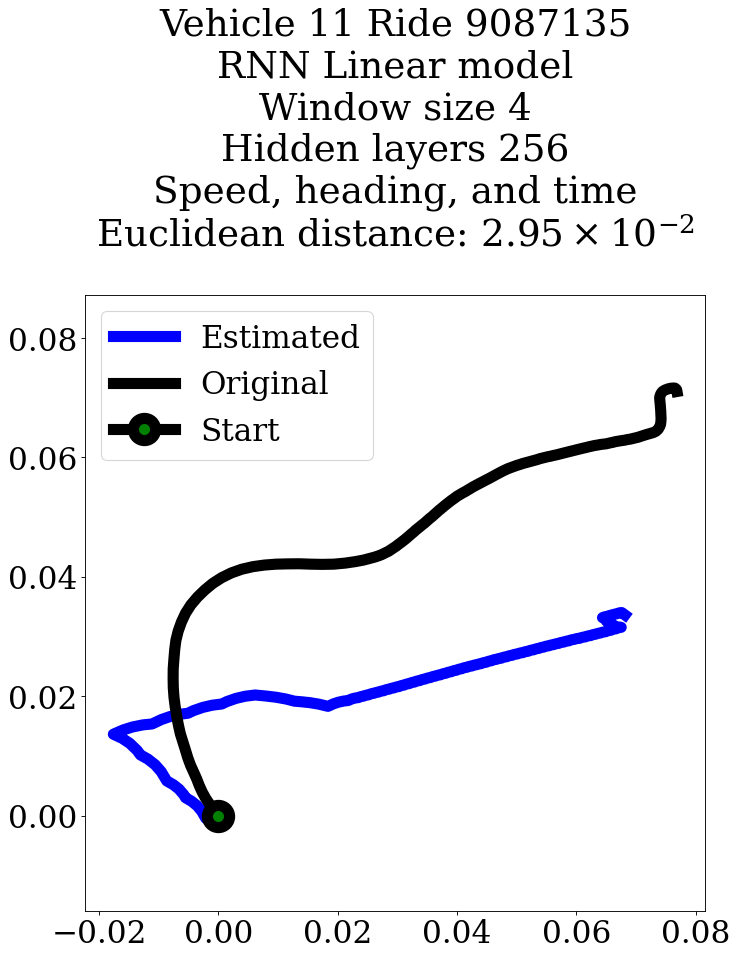 Vehicle 11 Ride 9087135
RNN Linear model
Window size 4
Hidden layers 256
Speed, heading, and time
Euclidean distance: 2.95 × 10⁻²
Estimated
Original
Start
0.08
0.06
0.04
0.02
0.00
−0.02 0.00 0.02 0.04 0.06 0.08